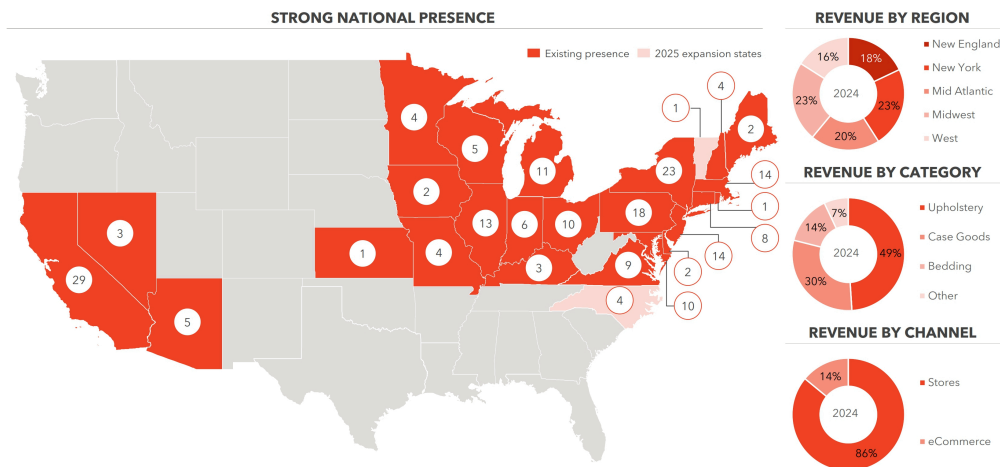 STRONG NATIONAL PRESENCE
Existing presence
2025 expansion states
4
1
4
2
5
23
11
14
2
1
18
13
6
10
8
3
4
1
14
3
9
2
29
4
10
5
REVENUE BY REGION
16%
18%
23%
2024
23%
20%
New England
New York
Mid Atlantic
Midwest
West
REVENUE BY CATEGORY
7%
14%
2024
49%
30%
Upholstery
Case Goods
Bedding
Other
REVENUE BY CHANNEL
14%
2024
86%
Stores
eCommerce